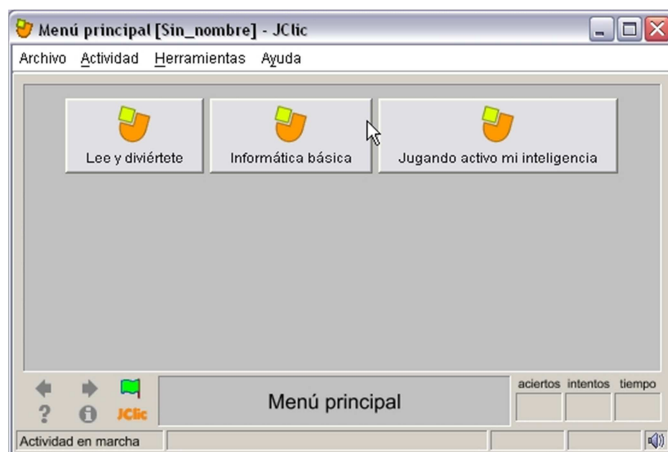 Menú principal [Sin_nombre] - JClic
Archivo Actividad Herramientas Ayuda
Lee y diviértete Informática básica Jugando activo mi inteligencia
aciertos intentos tiempo
Menú principal
JClic
Actividad en marcha